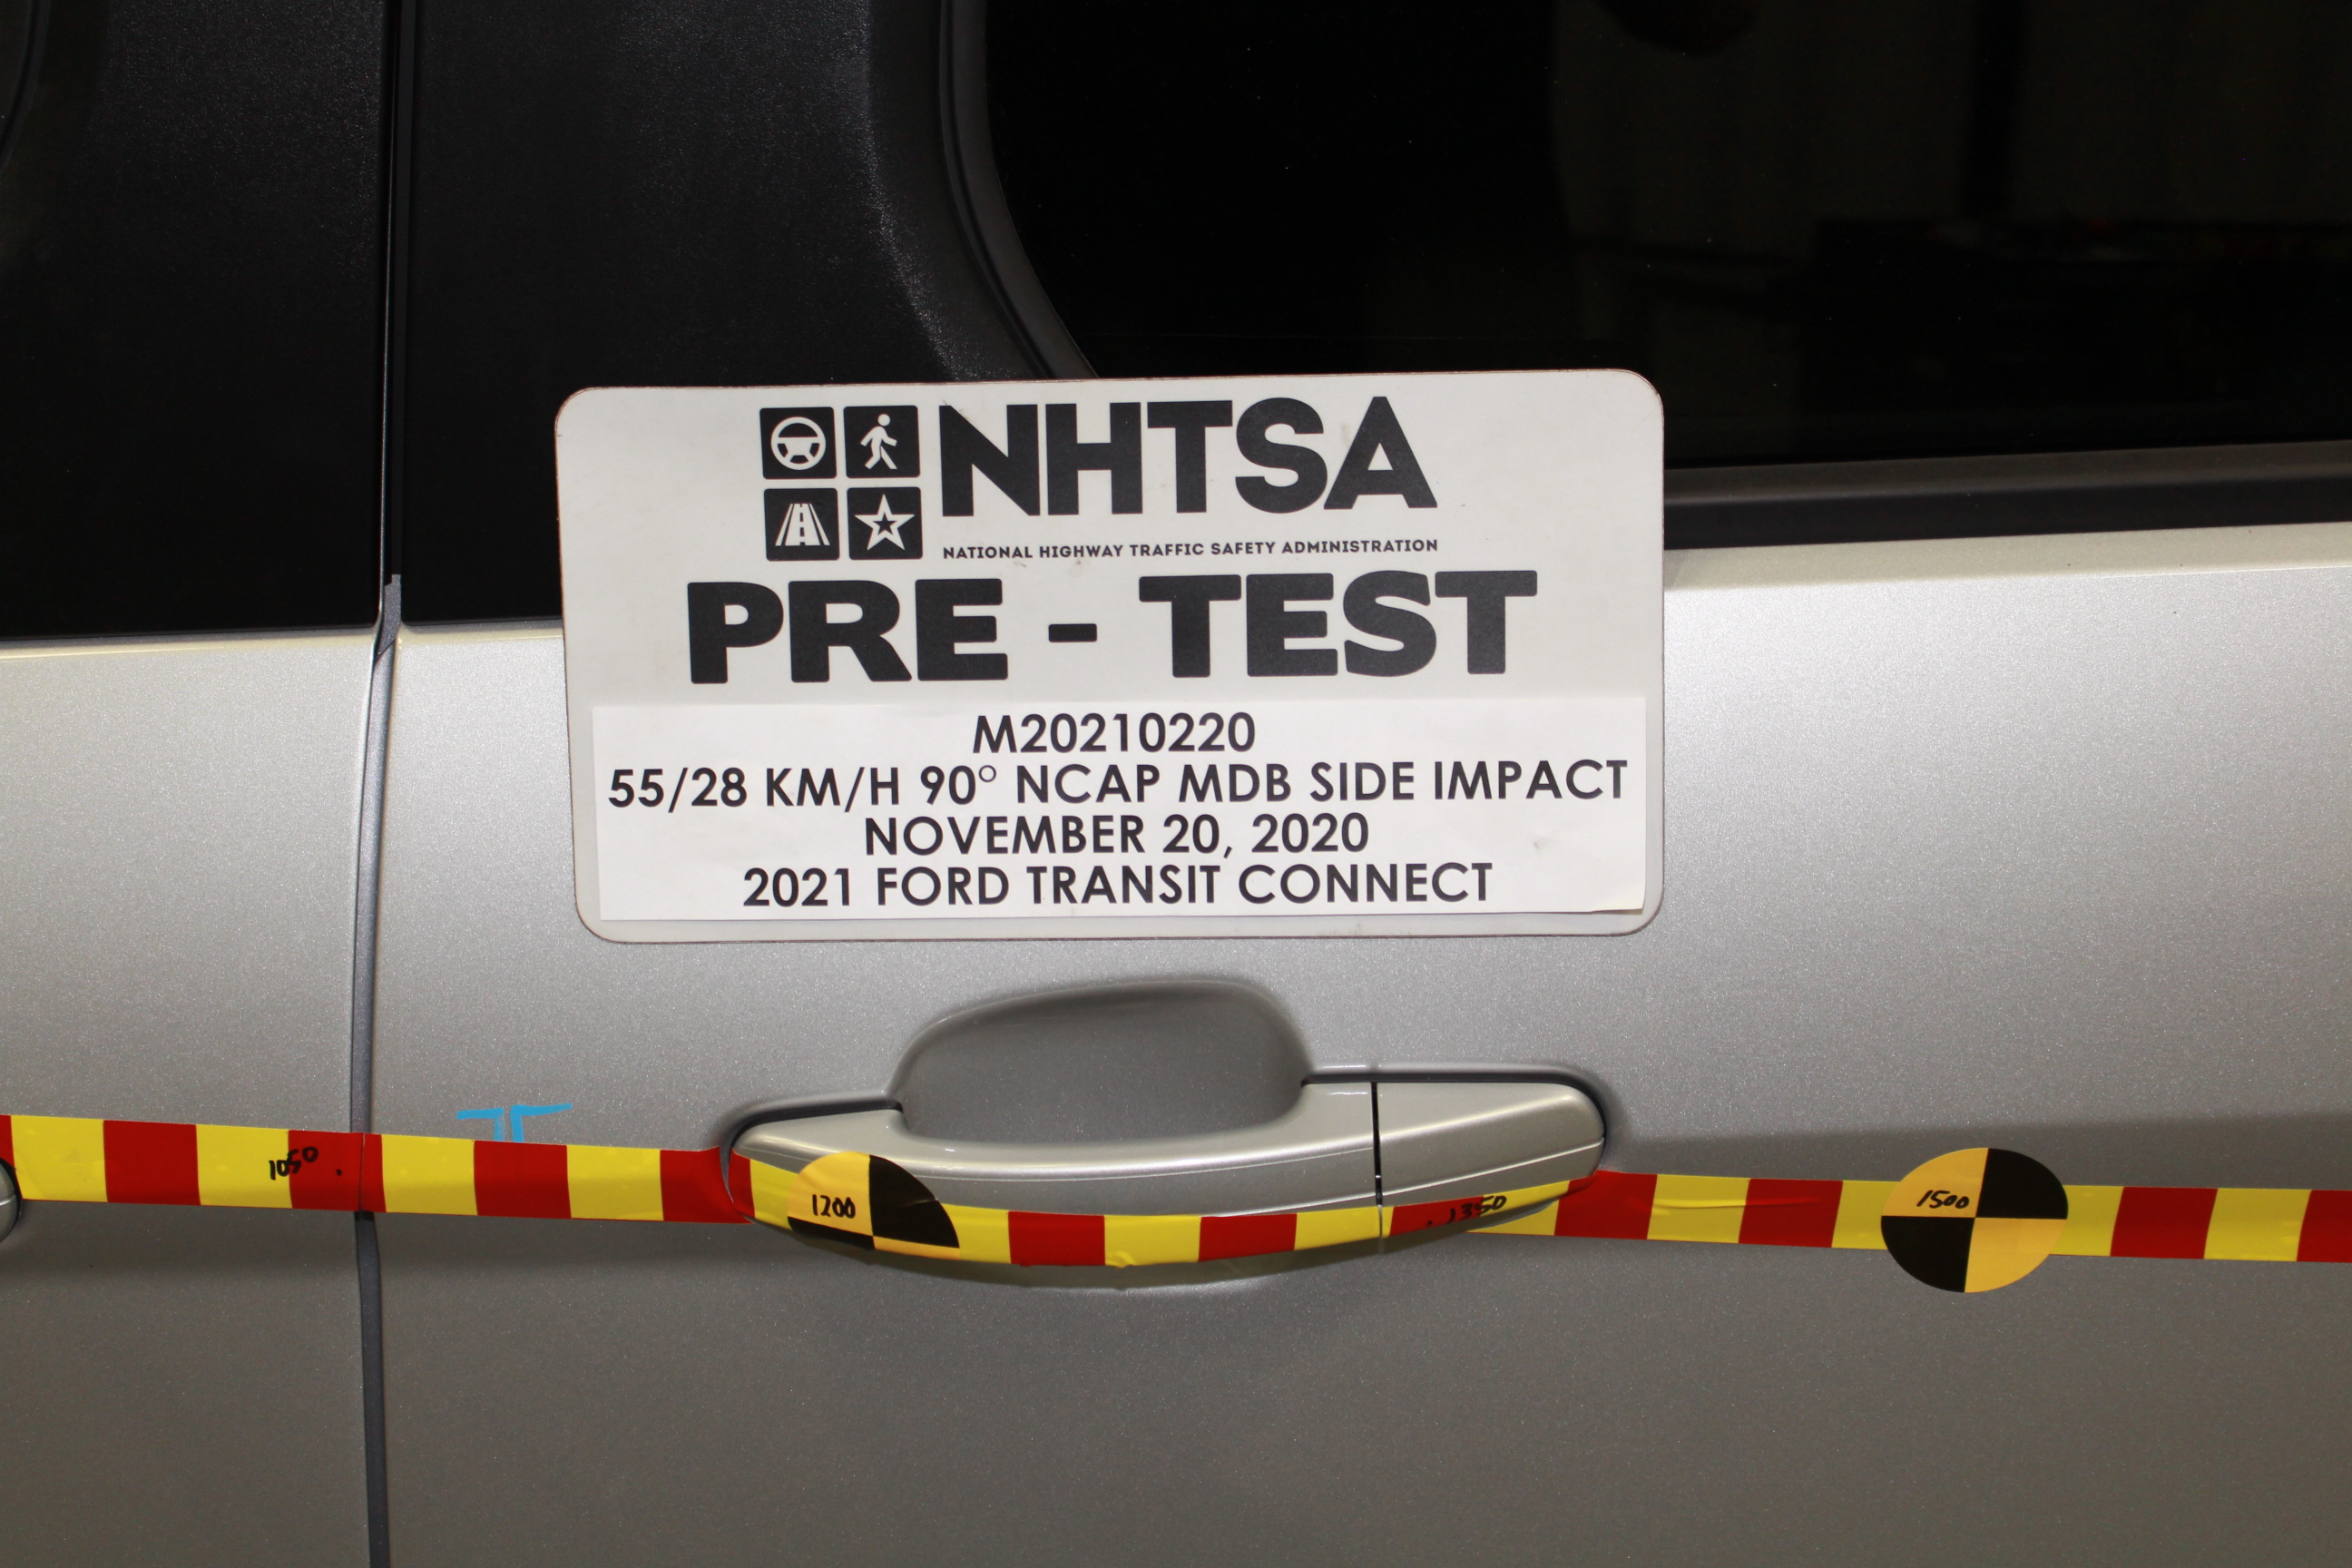 NHTSA
NATIONAL HIGHWAY TRAFFIC SAFETY ADMINISTRATION
PRE - TEST
M20210220
55/28 KM/H 90° NCAP MDB SIDE IMPACT
NOVEMBER 20, 2020
2021 FORD TRANSIT CONNECT
1050
1200
1350
1500